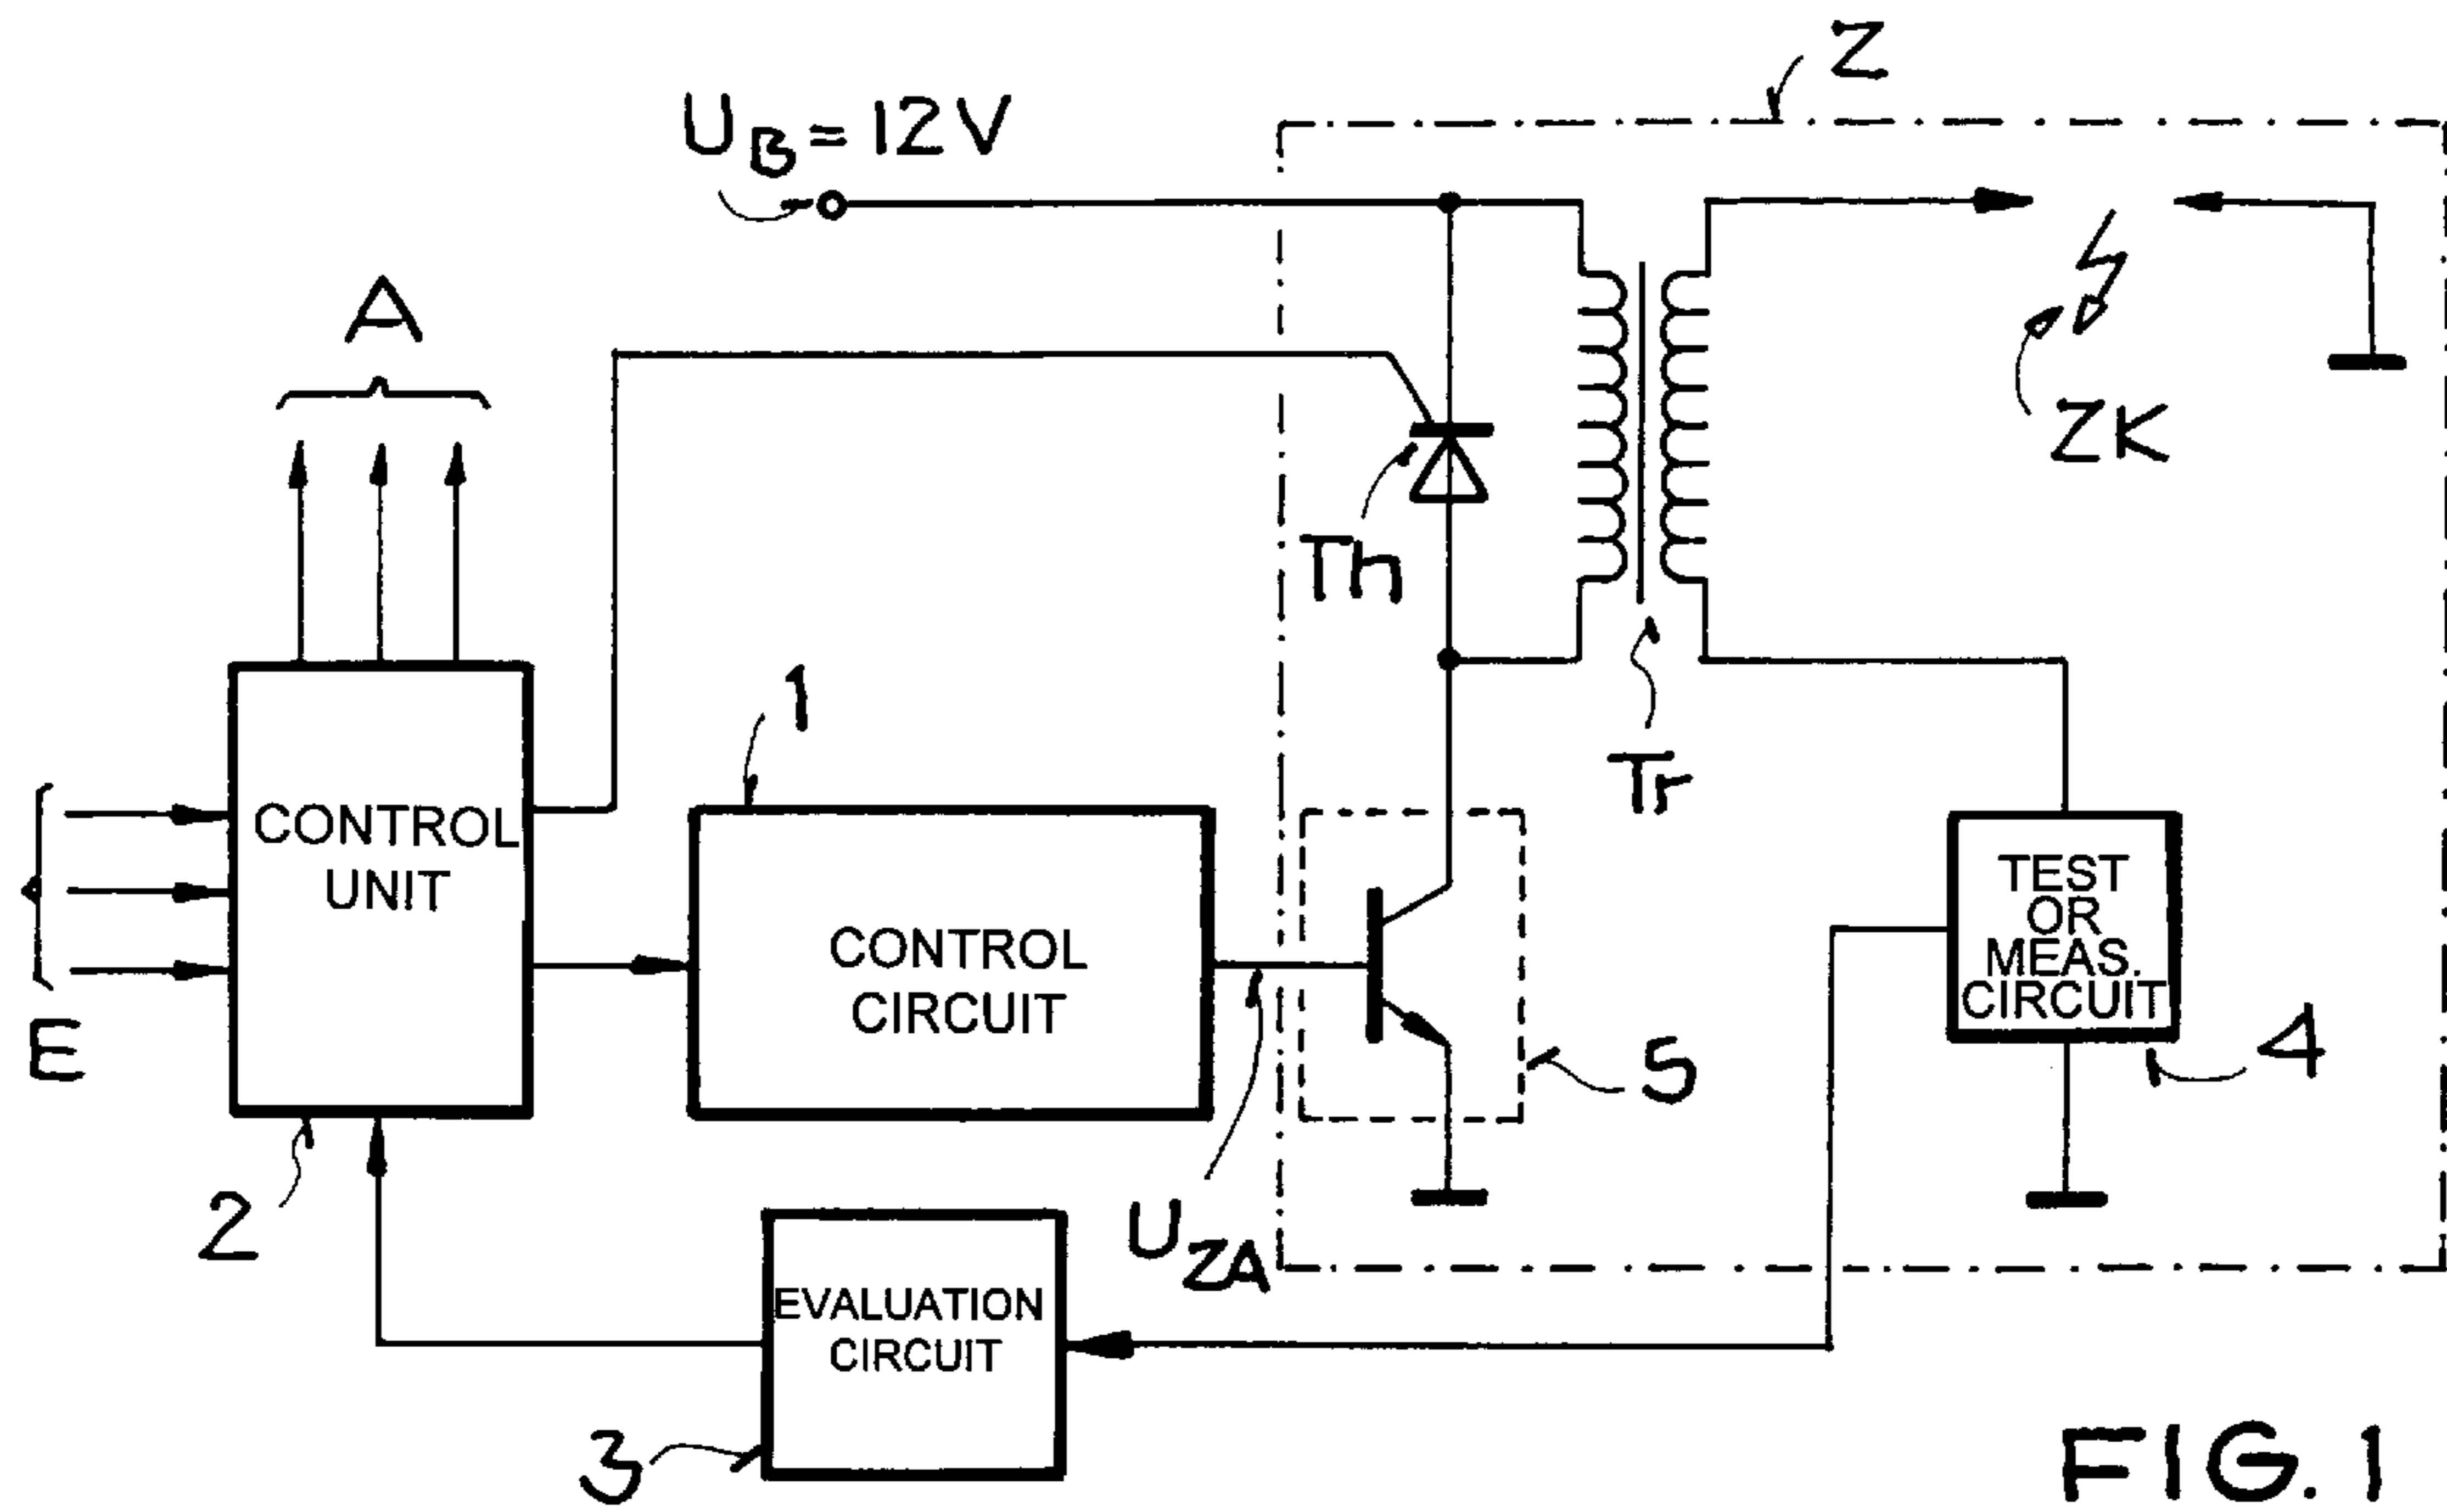 Z
U_B = 12V
A
ZK
Th
1
Tr
CONTROL
UNIT
CONTROL
CIRCUIT
TEST
OR
MEAS.
CIRCUIT
E
S
4
2
U_ZA
EVALUATION
CIRCUIT
3
FIG. 1